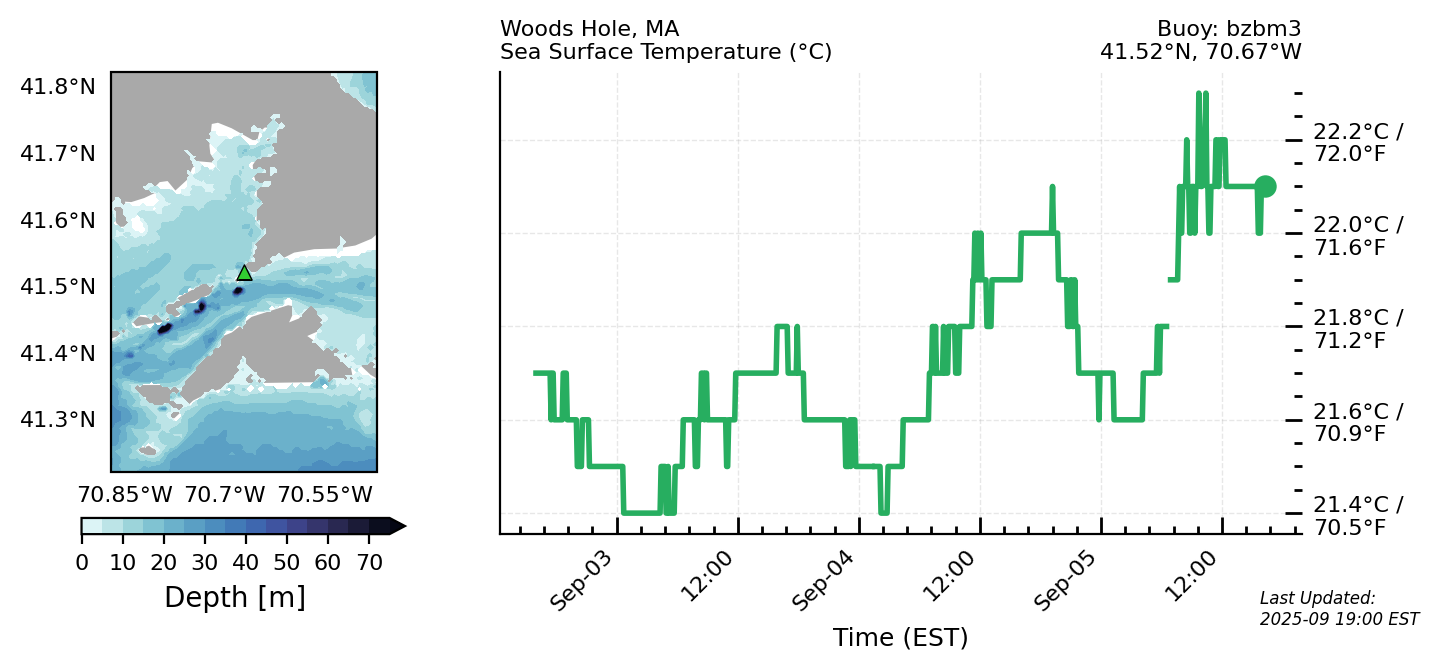 Woods Hole, MA
Sea Surface Temperature (°C)
Buoy: bzbm3
41.52°N, 70.67°W
41.8°N
41.7°N
41.6°N
41.5°N
41.4°N
41.3°N
70.85°W 70.7°W 70.55°W
0 10 20 30 40 50 60 70
Depth [m]
22.2°C /
72.0°F
22.0°C /
71.6°F
21.8°C /
71.2°F
21.6°C /
70.9°F
21.4°C /
70.5°F
Sep-03 12:00 Sep-04 12:00 Sep-05 12:00
Time (EST)
Last Updated:
2025-09 19:00 EST